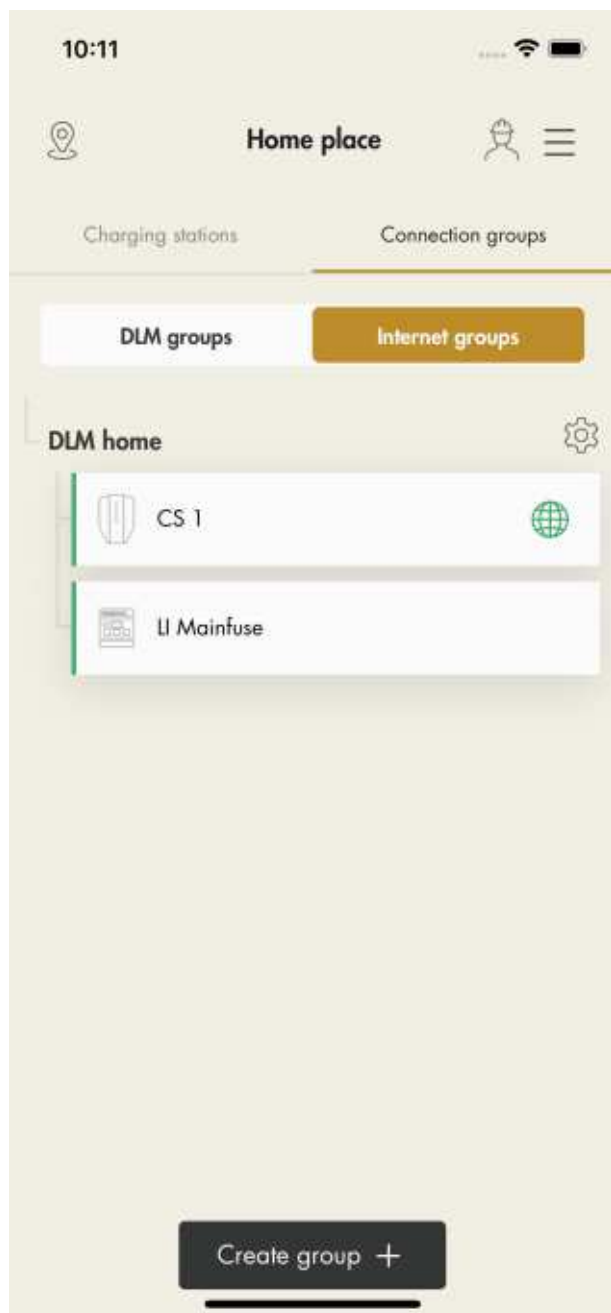 10:11
Home place
Charging stations
Connection groups
DLM groups
Internet groups
DLM home
CS 1
LI Mainfuse
Create group +